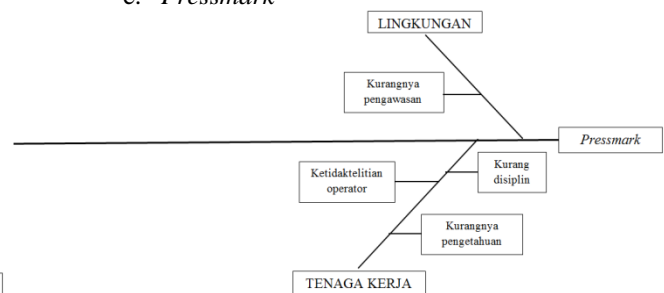 c. Pressmark
LINGKUNGAN
Kurangnya
pengawasan
Pressmark
Ketidaktelitian
operator
Kurang
disiplin
Kurangnya
pengetahuan
TENAGA KERJA